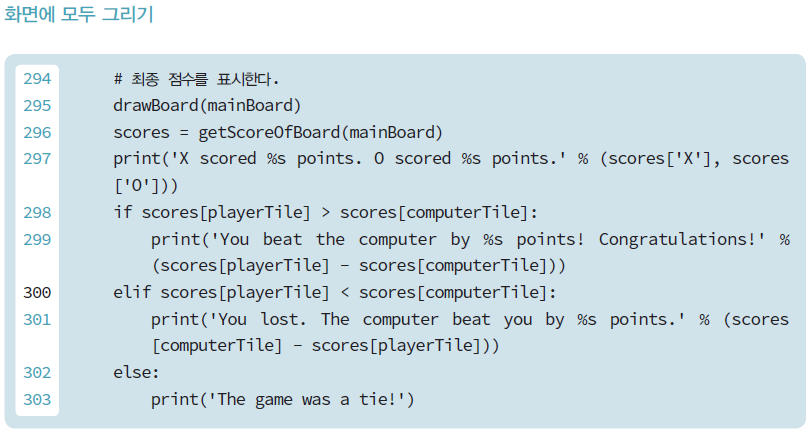 화면에 모두 그리기
294 # 최종 점수를 표시한다.
295 drawBoard(mainBoard)
296 scores = getScoreOfBoard(mainBoard)
297 print('X scored %s points. O scored %s points.' % (scores['X'], scores
['O']))
298 if scores[playerTile] > scores[computerTile]:
299 print('You beat the computer by %s points! Congratulations!' %
(scores[playerTile] - scores[computerTile]))
300 elif scores[playerTile] < scores[computerTile]:
301 print('You lost. The computer beat you by %s points.' % (scores
[computerTile] - scores[playerTile]))
302 else:
303 print('The game was a tie!')